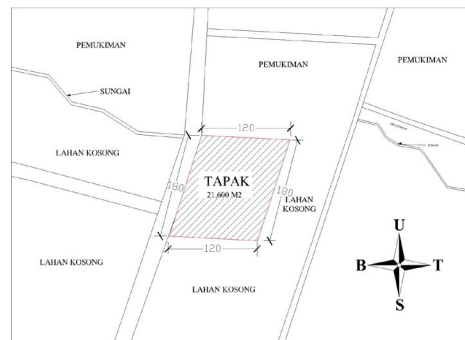 PEMUKIMAN
PEMUKIMAN
PEMUKIMAN
SUNGAI
120
LAHAN KOSONG
180
TAPAK
21,600 M2
180
LAHAN
KOSONG
120
LAHAN KOSONG
LAHAN KOSONG
U
B
T
S